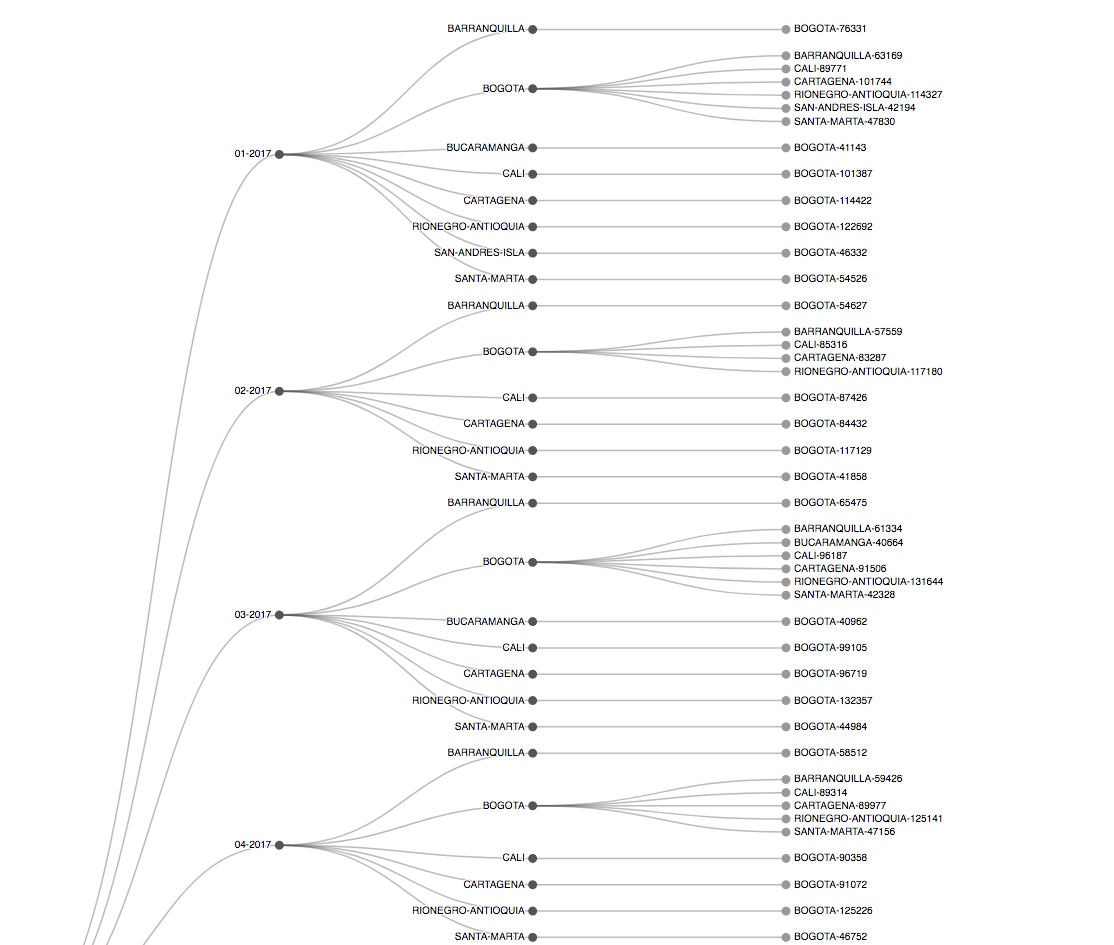 BARRANQUILLA BOGOTA-76331
BARRANQUILLA-63169
CALI-89771
CARTAGENA-101744
BOGOTA RIONEGRO-ANTIOQUIA-114327
SAN-ANDRES-ISLA-42194
SANTA-MARTA-47830
BUCARAMANGA BOGOTA-41143
01-2017
CALI BOGOTA-101387
CARTAGENA BOGOTA-114422
RIONEGRO-ANTIOQUIA BOGOTA-122692
SAN-ANDRES-ISLA BOGOTA-46332
SANTA-MARTA BOGOTA-54526
BARRANQUILLA BOGOTA-54627
BARRANQUILLA-57559
CALI-85316
BOGOTA
CARTAGENA-83287
RIONEGRO-ANTIOQUIA-117180
02-2017
CALI BOGOTA-87426
CARTAGENA BOGOTA-84432
RIONEGRO-ANTIOQUIA BOGOTA-117129
SANTA-MARTA BOGOTA-41858
BARRANQUILLA BOGOTA-65475
BARRANQUILLA-61334
BUCARAMANGA-40664
CALI-96187
BOGOTA
CARTAGENA-91506
RIONEGRO-ANTIOQUIA-131644
SANTA-MARTA-42328
03-2017
BUCARAMANGA BOGOTA-40962
CALI BOGOTA-99105
CARTAGENA BOGOTA-96719
RIONEGRO-ANTIOQUIA BOGOTA-132357
SANTA-MARTA BOGOTA-44984
BARRANQUILLA BOGOTA-58512
BARRANQUILLA-59426
CALI-89314
BOGOTA CARTAGENA-89977
RIONEGRO-ANTIOQUIA-125141
SANTA-MARTA-47156
04-2017
CALI BOGOTA-90358
CARTAGENA BOGOTA-91072
RIONEGRO-ANTIOQUIA BOGOTA-125226
SANTA-MARTA BOGOTA-46752